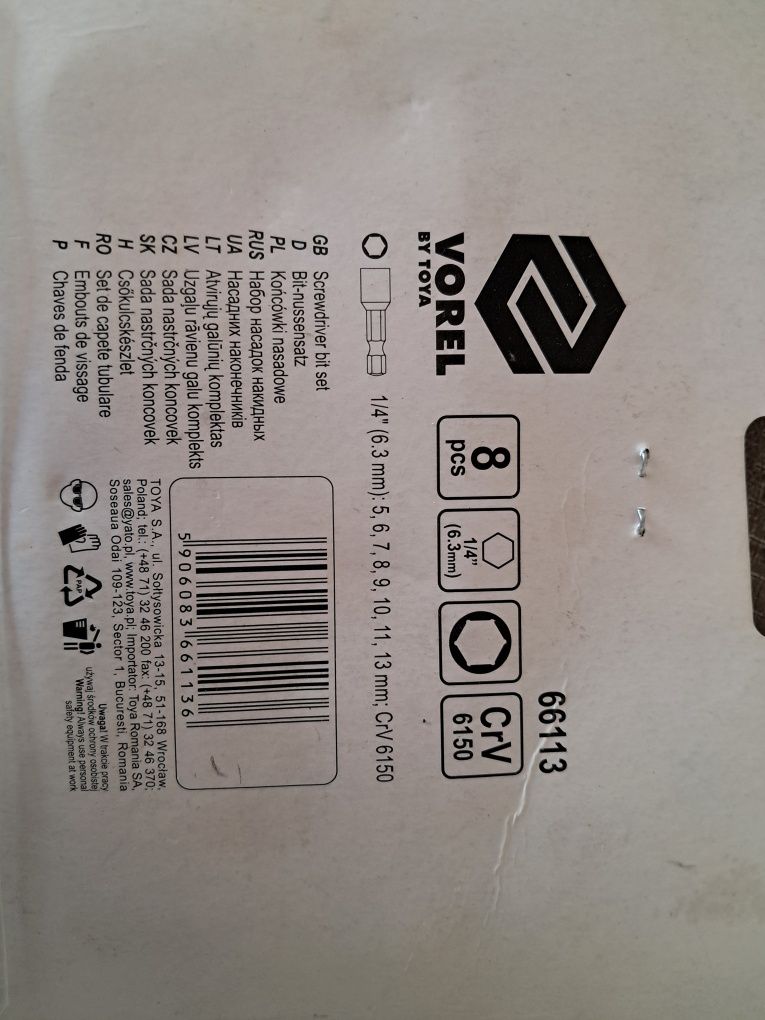 66113
VOREL
BY TOYA
8
pcs
1/4"
(6.3mm)
CrV
6150
1/4" (6.3 mm): 5, 6, 7, 8, 9, 10, 11, 13 mm; CrV 6150
GB Screwdriver bit set
D Bit-nussensatz
PL Końcówki nasadowe
RUS Набор насадок накидных
UA Насадних наконечників
LT Atvirųjų galūnių komplektas
LV Uzgaļu rāvienu galu komplekts
CZ Sada nastrčných koncovek
SK Sada nastrčných koncovek
H Csőkulcskészlet
RO Set de capete tubulare
F Embouts de vissage
P Chaves de fenda
5 906083 661136
TOYA S.A., ul. Sołtysowicka 13-15, 51-168 Wrocław,
Poland; tel.: (+48 71) 32 46 200 fax: (+48 71) 32 46 370;
sales@yato.pl, www.toya.pl; Importator: Toya Romania SA,
Soseaua Odai 109-123, Sector 1, Bucuresti, Romania
PAP
Uwaga! W trakcie pracy
używaj środków ochrony osobistej
Warning! Always use personal
safety equipment at work